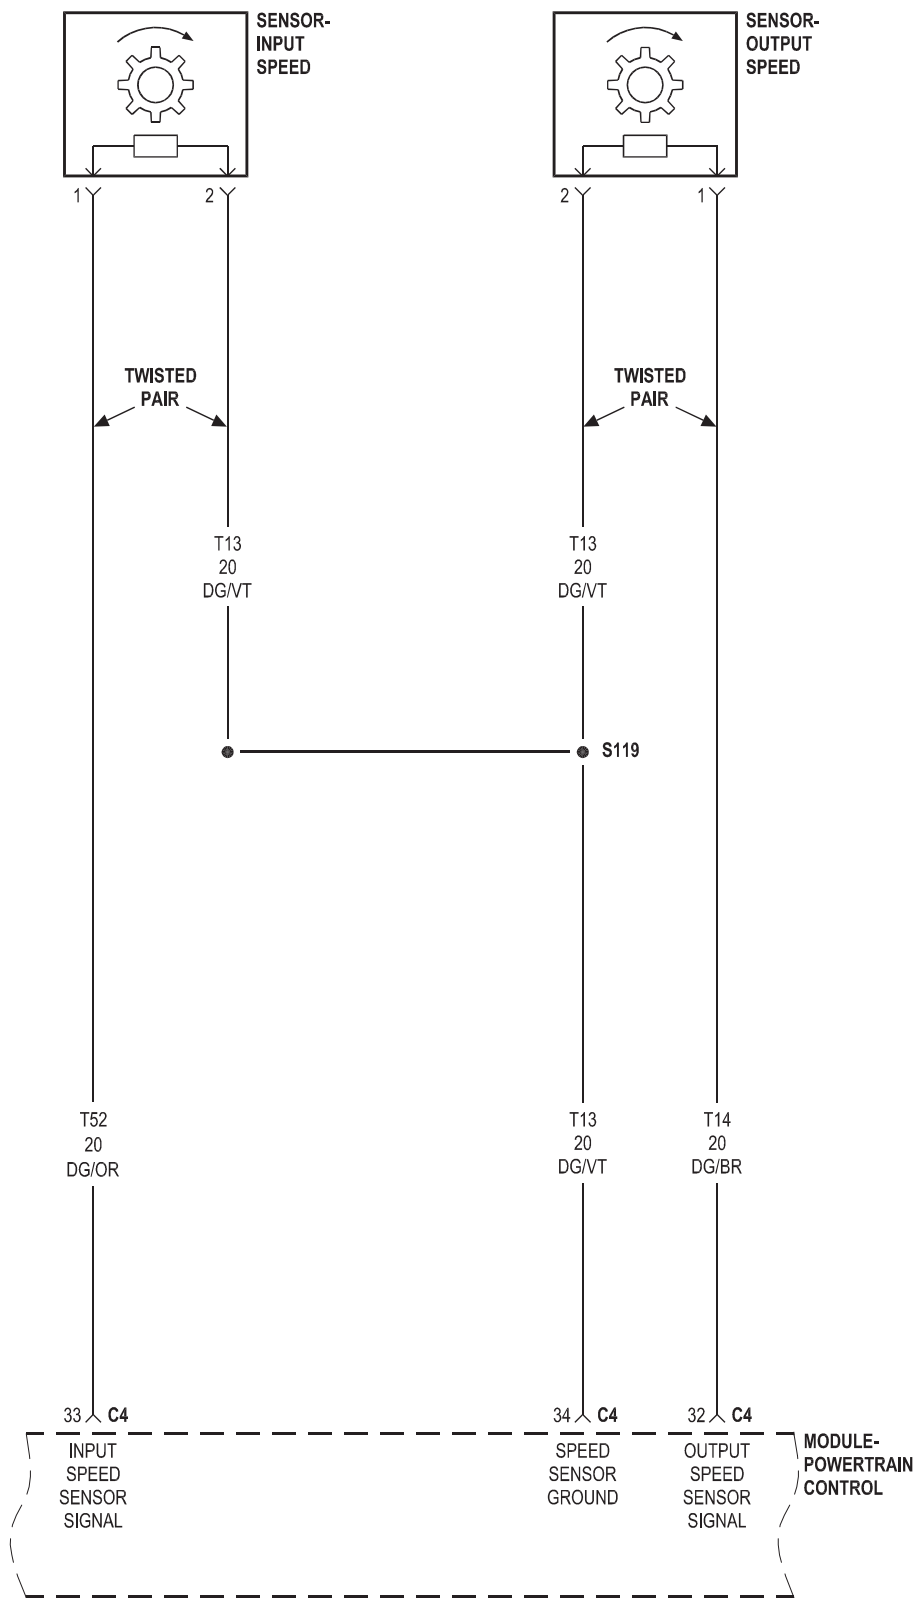 SENSOR-
INPUT
SPEED
SENSOR-
OUTPUT
SPEED
1
2
2
1
TWISTED
PAIR
TWISTED
PAIR
T13
20
DG/VT
T13
20
DG/VT
S119
T52
20
DG/OR
T13
20
DG/VT
T14
20
DG/BR
33 C4
34 C4
32 C4
INPUT
SPEED
SENSOR
SIGNAL
SPEED
SENSOR
GROUND
OUTPUT
SPEED
SENSOR
SIGNAL
MODULE-
POWERTRAIN
CONTROL